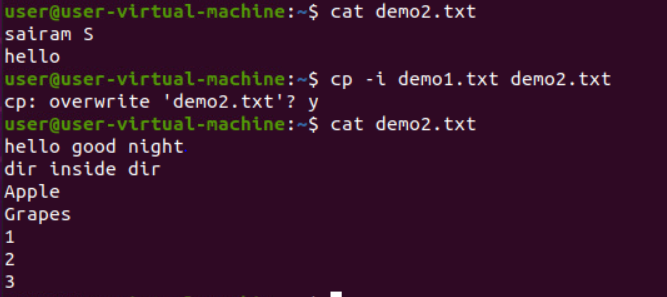 user@user-virtual-machine:~$ cat demo2.txt
sairam S
hello
user@user-virtual-machine:~$ cp -i demo1.txt demo2.txt
cp: overwrite 'demo2.txt'? y
user@user-virtual-machine:~$ cat demo2.txt
hello good night
dir inside dir
Apple
Grapes
1
2
3